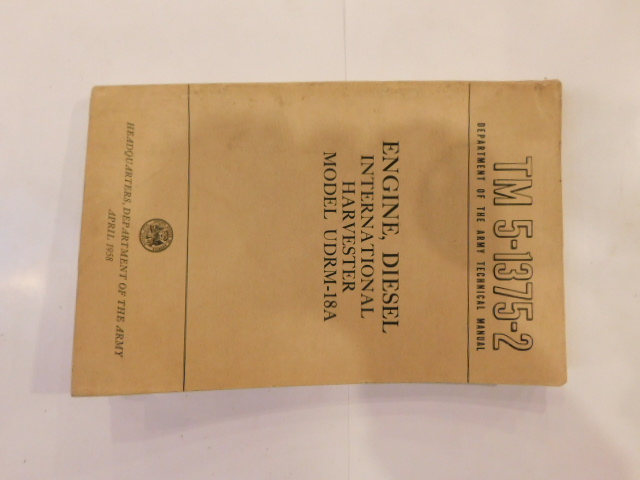 TM 5-1375-2
DEPARTMENT OF THE ARMY TECHNICAL MANUAL
ENGINE, DIESEL
INTERNATIONAL
HARVESTER
MODEL UDRM-18A
HEADQUARTERS, DEPARTMENT OF THE ARMY
APRIL 1958